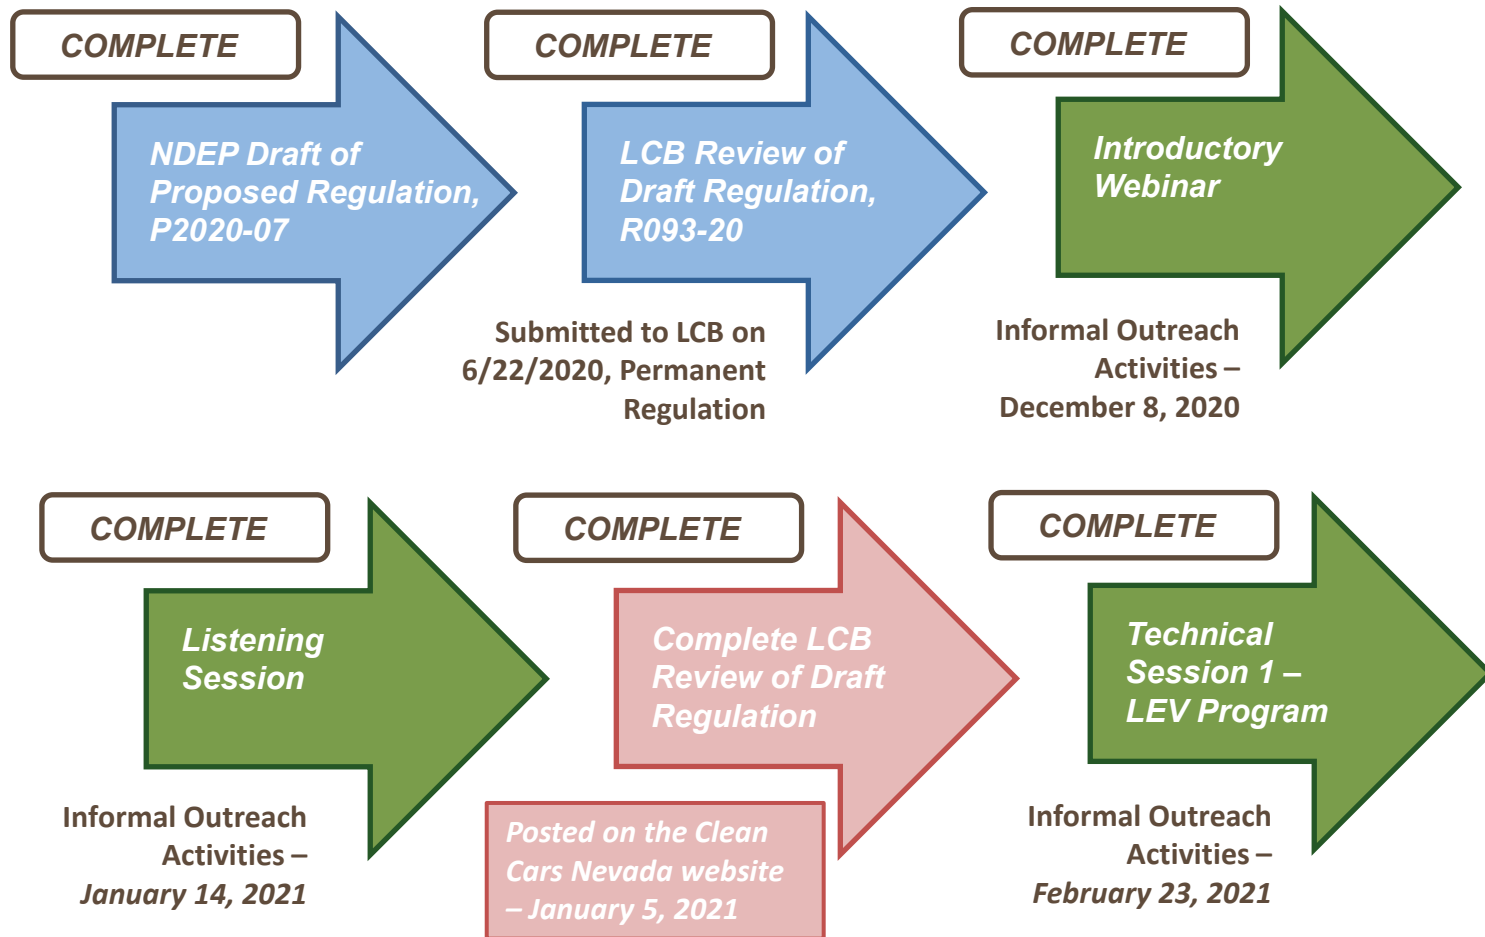 COMPLETE
NDEP Draft of
Proposed Regulation,
P2020-07
COMPLETE
LCB Review of
Draft Regulation,
R093-20
Submitted to LCB on
6/22/2020, Permanent
Regulation
COMPLETE
Introductory
Webinar
Informal Outreach
Activities –
December 8, 2020
COMPLETE
Listening
Session
Informal Outreach
Activities –
January 14, 2021
COMPLETE
Complete LCB
Review of Draft
Regulation
Posted on the Clean
Cars Nevada website
– January 5, 2021
COMPLETE
Technical
Session 1 –
LEV Program
Informal Outreach
Activities –
February 23, 2021